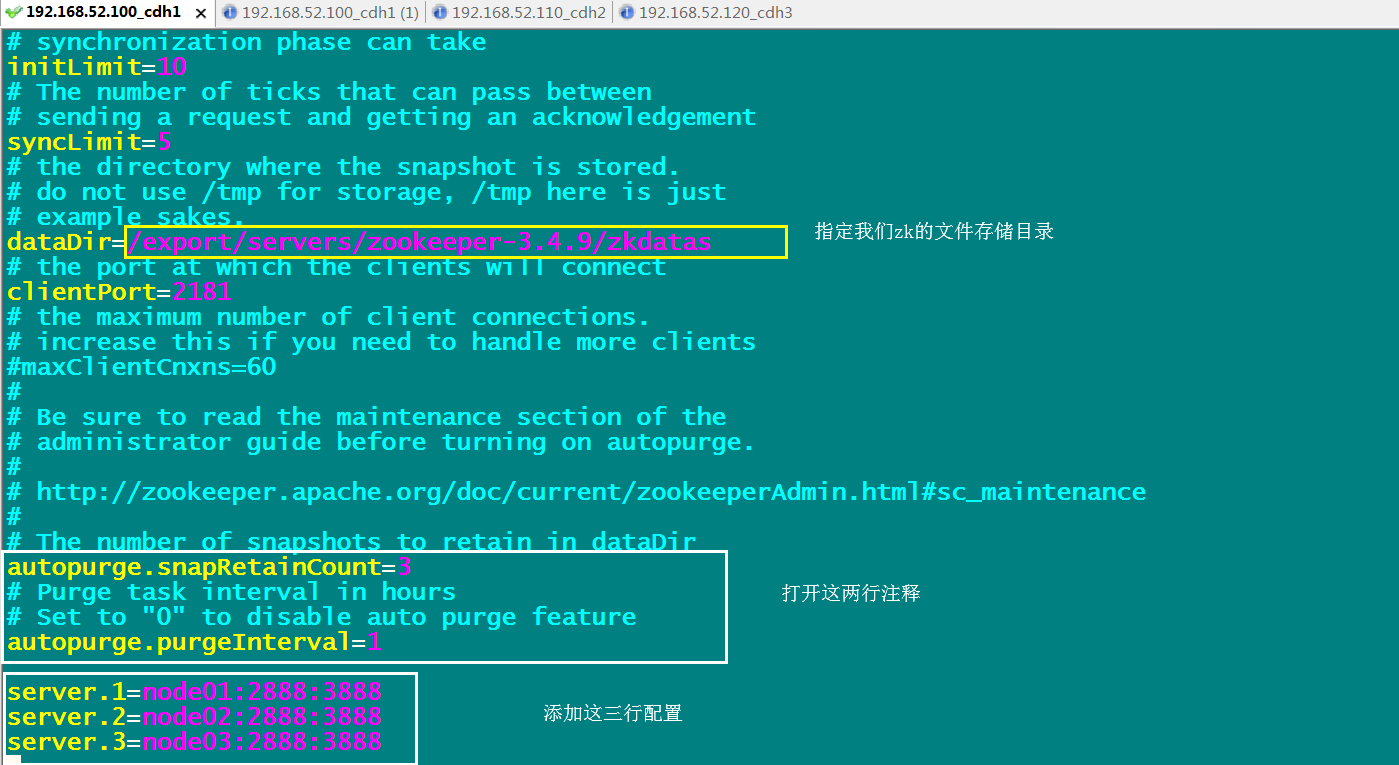 192.168.52.100_cdh1 192.168.52.100_cdh1 (1) 192.168.52.110_cdh2 192.168.52.120_cdh3
# synchronization phase can take
initLimit=10
# The number of ticks that can pass between
# sending a request and getting an acknowledgement
syncLimit=5
# the directory where the snapshot is stored.
# do not use /tmp for storage, /tmp here is just
# example sakes.
dataDir=/export/servers/zookeeper-3.4.9/zkdatas
指定我们zk的文件存储目录
# the port at which the clients will connect
clientPort=2181
# the maximum number of client connections.
# increase this if you need to handle more clients
#maxClientCnxns=60
#
# Be sure to read the maintenance section of the
# administrator guide before turning on autopurge.
#
# http://zookeeper.apache.org/doc/current/zookeeperAdmin.html#sc_maintenance
#
# The number of snapshots to retain in dataDir
autopurge.snapRetainCount=3
# Purge task interval in hours
打开这两行注释
# Set to "0" to disable auto purge feature
autopurge.purgeInterval=1
server.1=node01:2888:3888
server.2=node02:2888:3888
添加这三行配置
server.3=node03:2888:3888